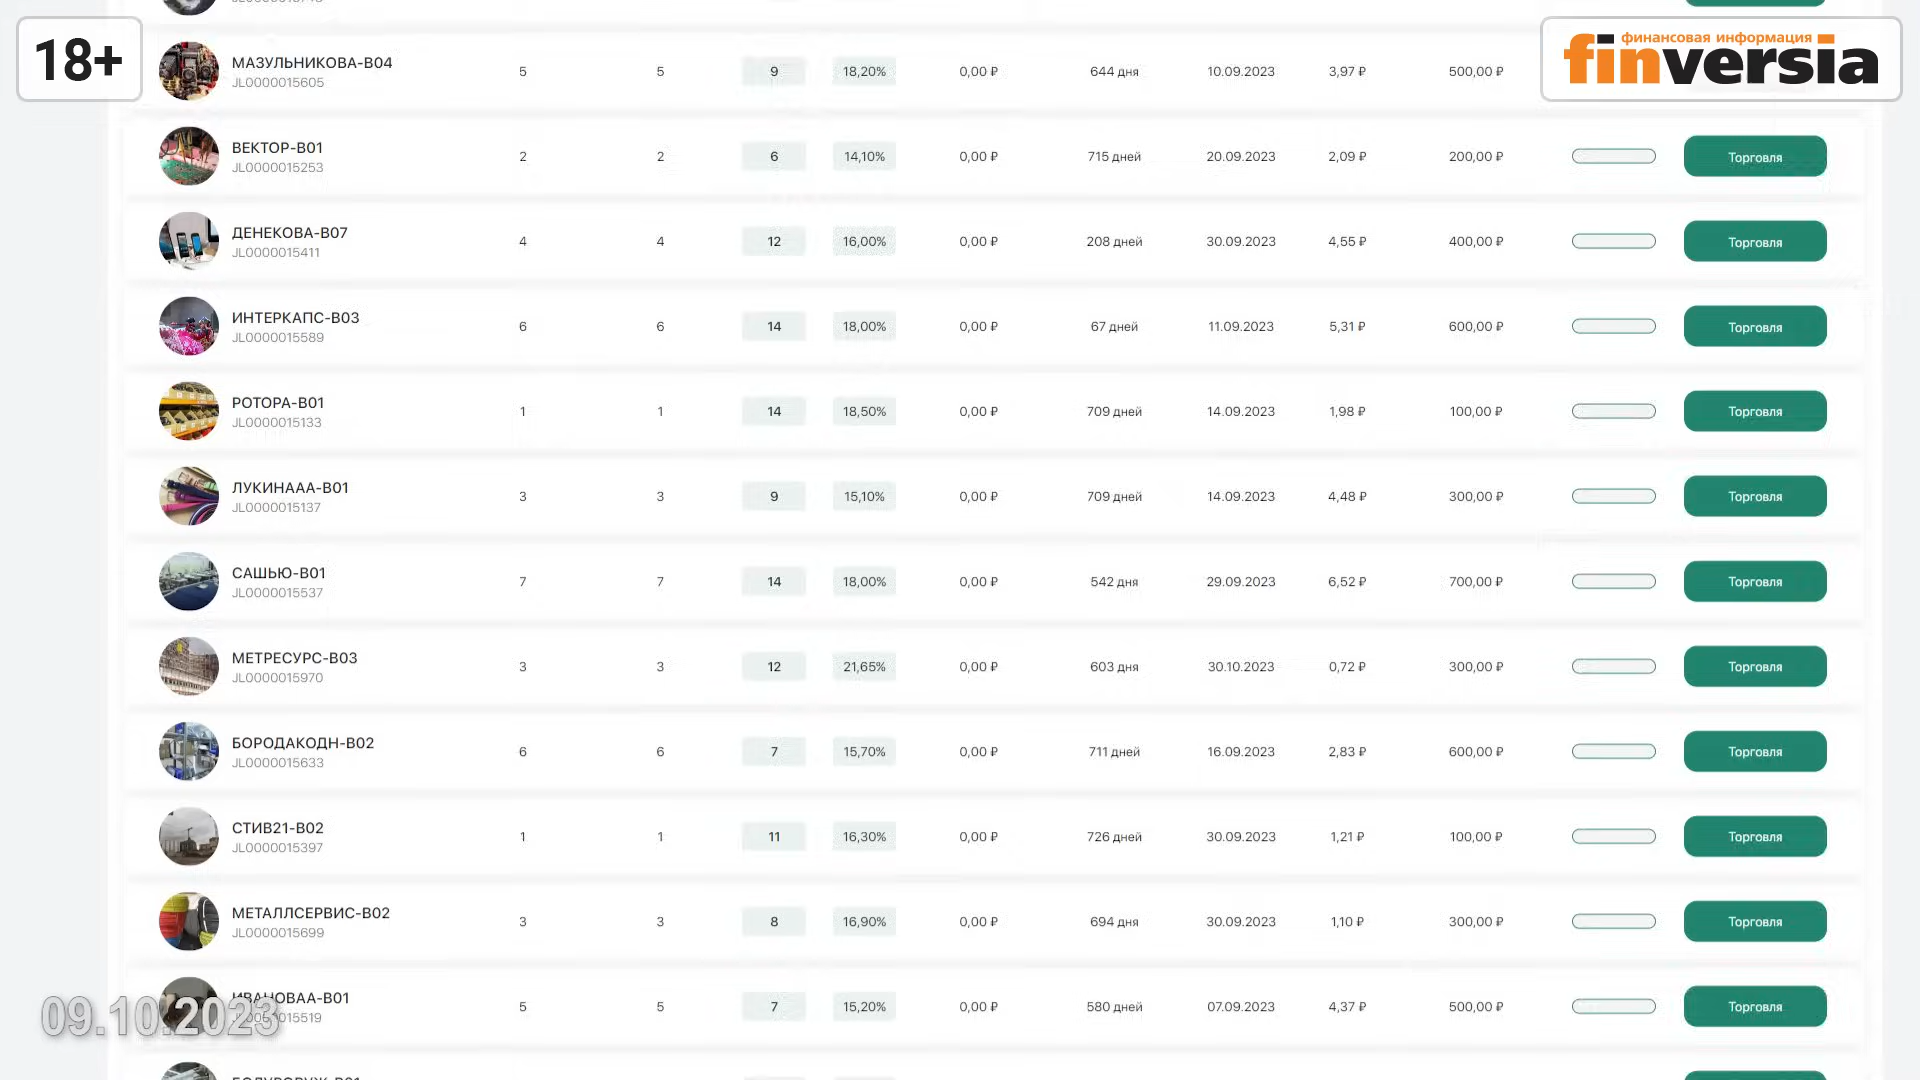 18+
финансовая информация
finversia
МАЗУЛЬНИКОВА-В04 5 5 9 18,20% 0,00 ₽ 644 дня 10.09.2023 3,97 ₽ 500,00 ₽
JL0000015605
ВЕКТОР-В01 2 2 6 14,10% 0,00 ₽ 715 дней 20.09.2023 2,09 ₽ 200,00 ₽ Торговля
JL0000015253
ДЕНЕКОВА-В07 4 4 12 16,00% 0,00 ₽ 208 дней 30.09.2023 4,55 ₽ 400,00 ₽ Торговля
JL0000015411
ИНТЕРКАПС-В03 6 6 14 18,00% 0,00 ₽ 67 дней 11.09.2023 5,31 ₽ 600,00 ₽ Торговля
JL0000015589
РОТОРА-В01 1 1 14 18,50% 0,00 ₽ 709 дней 14.09.2023 1,98 ₽ 100,00 ₽ Торговля
JL0000015133
ЛУКИНААА-В01 3 3 9 15,10% 0,00 ₽ 709 дней 14.09.2023 4,48 ₽ 300,00 ₽ Торговля
JL0000015137
САШЬЮ-В01 7 7 14 18,00% 0,00 ₽ 542 дня 29.09.2023 6,52 ₽ 700,00 ₽ Торговля
JL0000015537
МЕТРЕСУРС-В03 3 3 12 21,65% 0,00 ₽ 603 дня 30.10.2023 0,72 ₽ 300,00 ₽ Торговля
JL0000015970
БОРОДАКОДН-В02 6 6 7 15,70% 0,00 ₽ 711 дней 16.09.2023 2,83 ₽ 600,00 ₽ Торговля
JL0000015633
СТИВ21-В02 1 1 11 16,30% 0,00 ₽ 726 дней 30.09.2023 1,21 ₽ 100,00 ₽ Торговля
JL0000015397
МЕТАЛЛСЕРВИС-В02 3 3 8 16,90% 0,00 ₽ 694 дня 30.09.2023 1,10 ₽ 300,00 ₽ Торговля
JL0000015699
ИВАНОВАА-В01 5 5 7 15,20% 0,00 ₽ 580 дней 07.09.2023 4,37 ₽ 500,00 ₽ Торговля
JL0000015519
09.10.2023